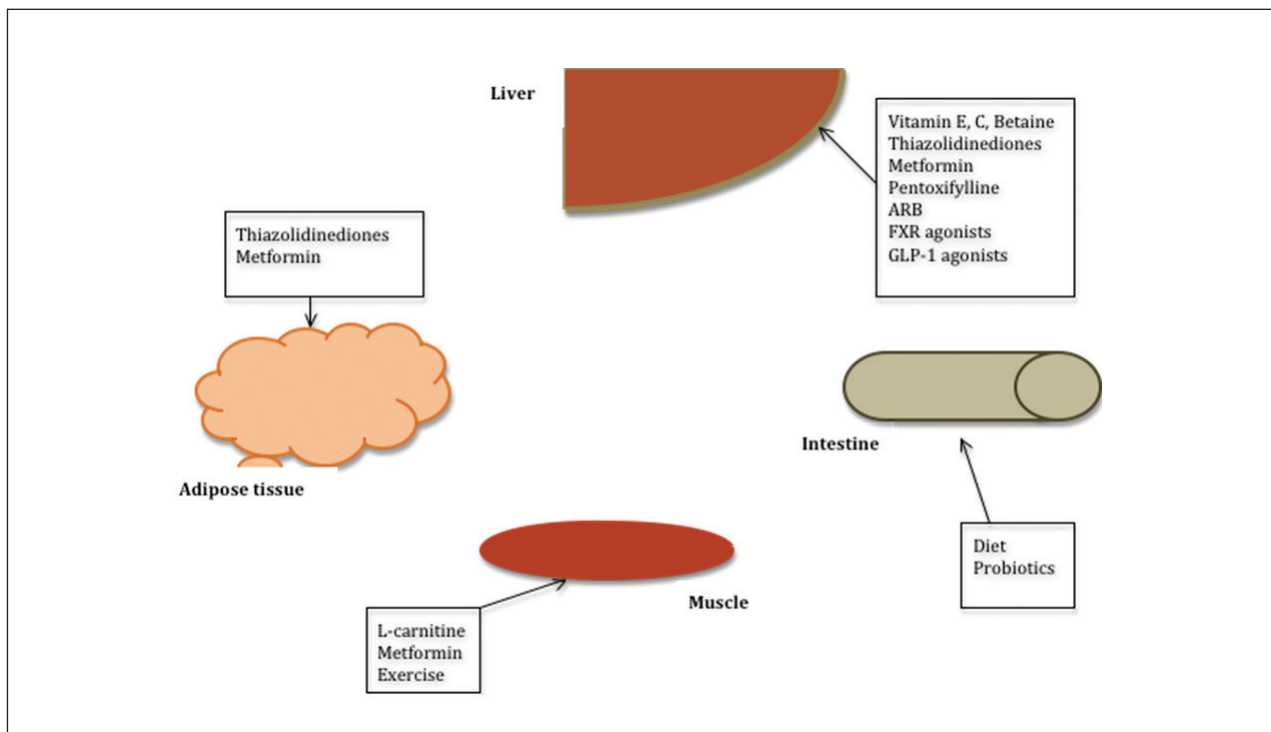 Liver
Vitamin E, C, Betaine
Thiazolidinediones
Metformin
Pentoxifylline
ARB
FXR agonists
GLP-1 agonists
Thiazolidinediones
Metformin
Adipose tissue
Intestine
Diet
Probiotics
Muscle
L-carnitine
Metformin
Exercise